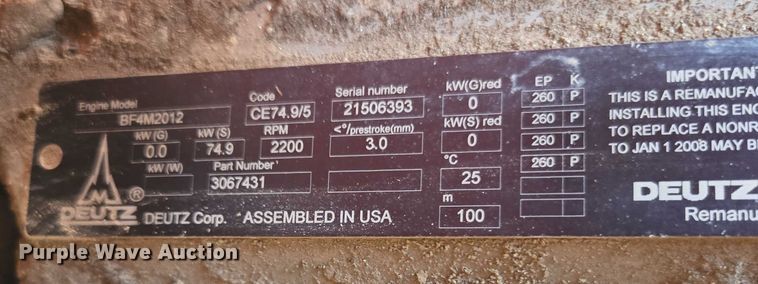 Engine Model
BF4M2012
Code
CE74.9/5
Serial number
21506393
kW(G)red
0
EP K
260 P
kW (G)
0.0
kW (S)
74.9
RPM
2200
<°/prestroke(mm)
3.0
kW(S) red
0
260 P
260 P
260 P
kW (W)
Part Number
3067431
°C
25
m
100
DEUTZ ®
DEUTZ Corp. "ASSEMBLED IN USA
IMPORTAN
THIS IS A REMANUFA
INSTALLING THIS ENG
TO REPLACE A NONR
TO JAN 1 2008 MAY BE
DEUTZ
Remanu
Purple Wave Auction